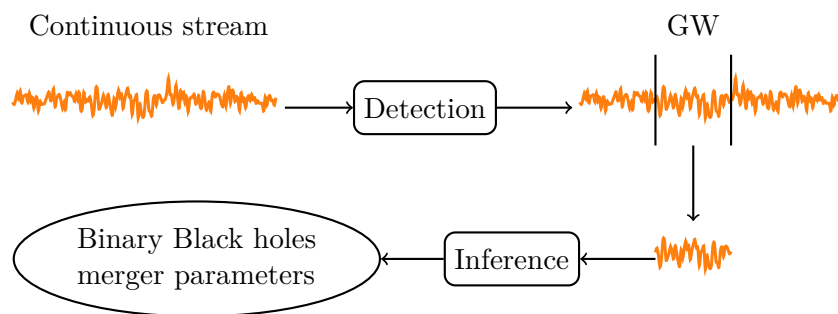 Continuous stream
GW
Detection
Binary Black holes
merger parameters
Inference